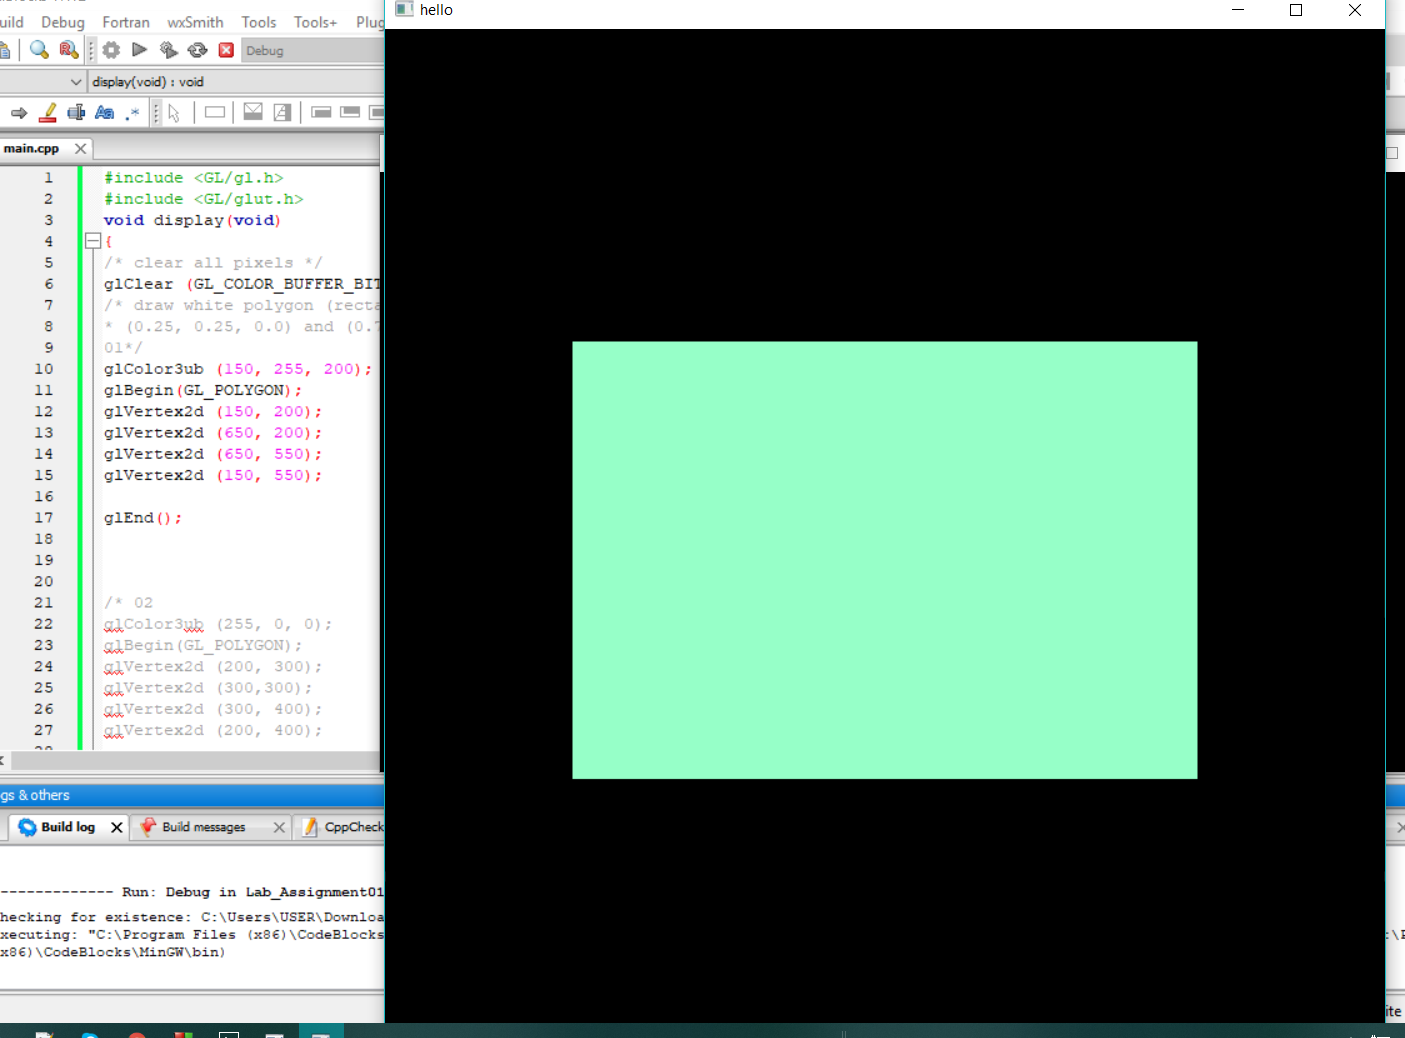 hello
uild Debug Fortran wxSmith Tools Tools+ Plug
Debug
display(void) : void
main.cpp
1 #include <GL/gl.h>
2 #include <GL/glut.h>
3 void display(void)
4 {
5 /* clear all pixels */
6 glClear (GL_COLOR_BUFFER_BIT
7 /* draw white polygon (recta
8 * (0.25, 0.25, 0.0) and (0.7
9 01*/
10 glColor3ub (150, 255, 200);
11 glBegin(GL_POLYGON);
12 glVertex2d (150, 200);
13 glVertex2d (650, 200);
14 glVertex2d (650, 550);
15 glVertex2d (150, 550);
16
17 glEnd();
18
19
20
21 /* 02
22 glColor3ub (255, 0, 0);
23 glBegin(GL_POLYGON);
24 glVertex2d (200, 300);
25 glVertex2d (300,300);
26 glVertex2d (300, 400);
27 glVertex2d (200, 400);
gs & others
Build log Build messages CppCheck
------------- Run: Debug in Lab_Assignment01
hecking for existence: C:\Users\USER\Downloa
xecuting: "C:\Program Files (x86)\CodeBlocks
x86)\CodeBlocks\MinGW\bin)
ite